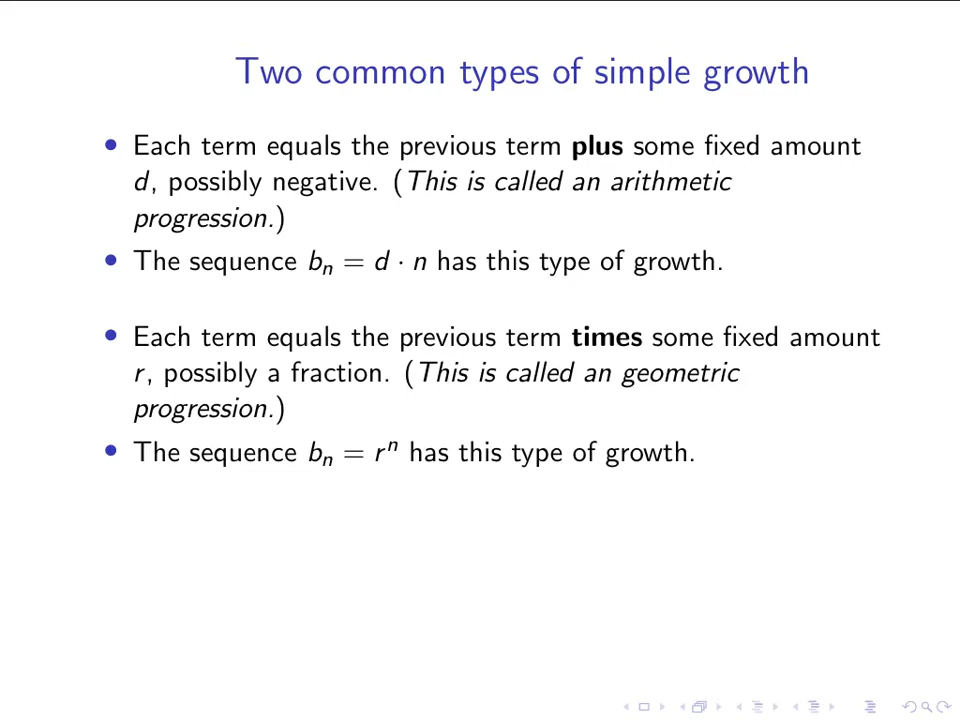 Two common types of simple growth
• Each term equals the previous term plus some fixed amount
d, possibly negative. (This is called an arithmetic
progression.)
• The sequence bₙ = d · n has this type of growth.
• Each term equals the previous term times some fixed amount
r, possibly a fraction. (This is called an geometric
progression.)
• The sequence bₙ = rⁿ has this type of growth.